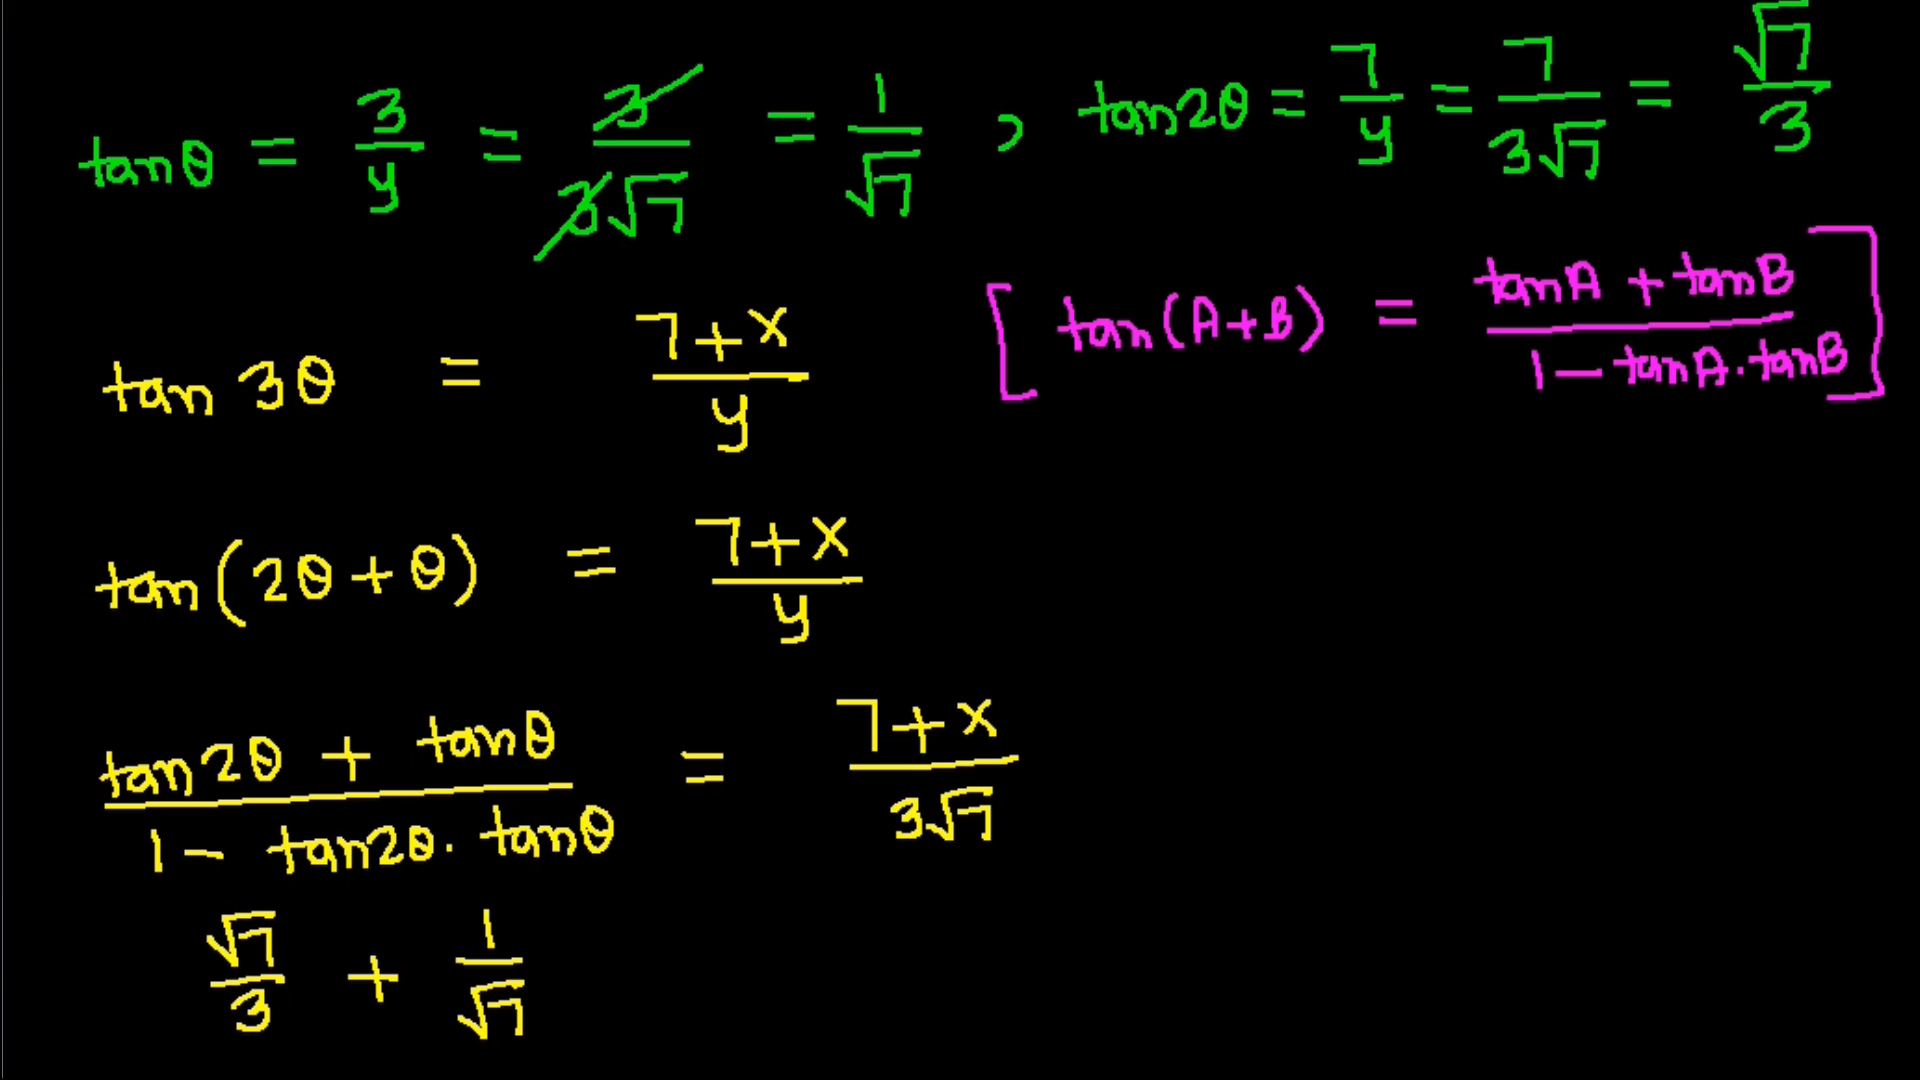 tanθ = 3/y = 3/3√7 = 1/√7 , tan2θ = 7/y = 7/3√7 = √7/3
tan 3θ = 7+x/y [tan(A+B) = tanA + tanB/1 - tanA.tanB]
tan(2θ+θ) = 7+x/y
tan2θ + tanθ/1 - tan2θ. tanθ = 7+x/3√7
√7/3 + 1/√7